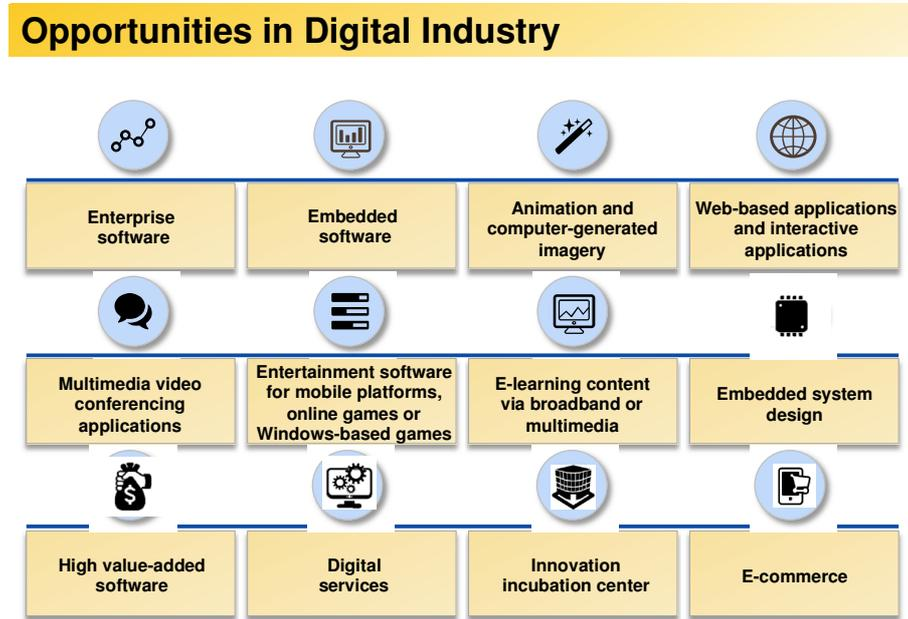 Opportunities in Digital Industry
Enterprise
software
Embedded
software
Animation and
computer-generated
imagery
Web-based applications
and interactive
applications
Multimedia video
conferencing
applications
Entertainment software
for mobile platforms,
online games or
Windows-based games
E-learning content
via broadband or
multimedia
Embedded system
design
$
High value-added
software
Digital
services
Innovation
incubation center
E-commerce